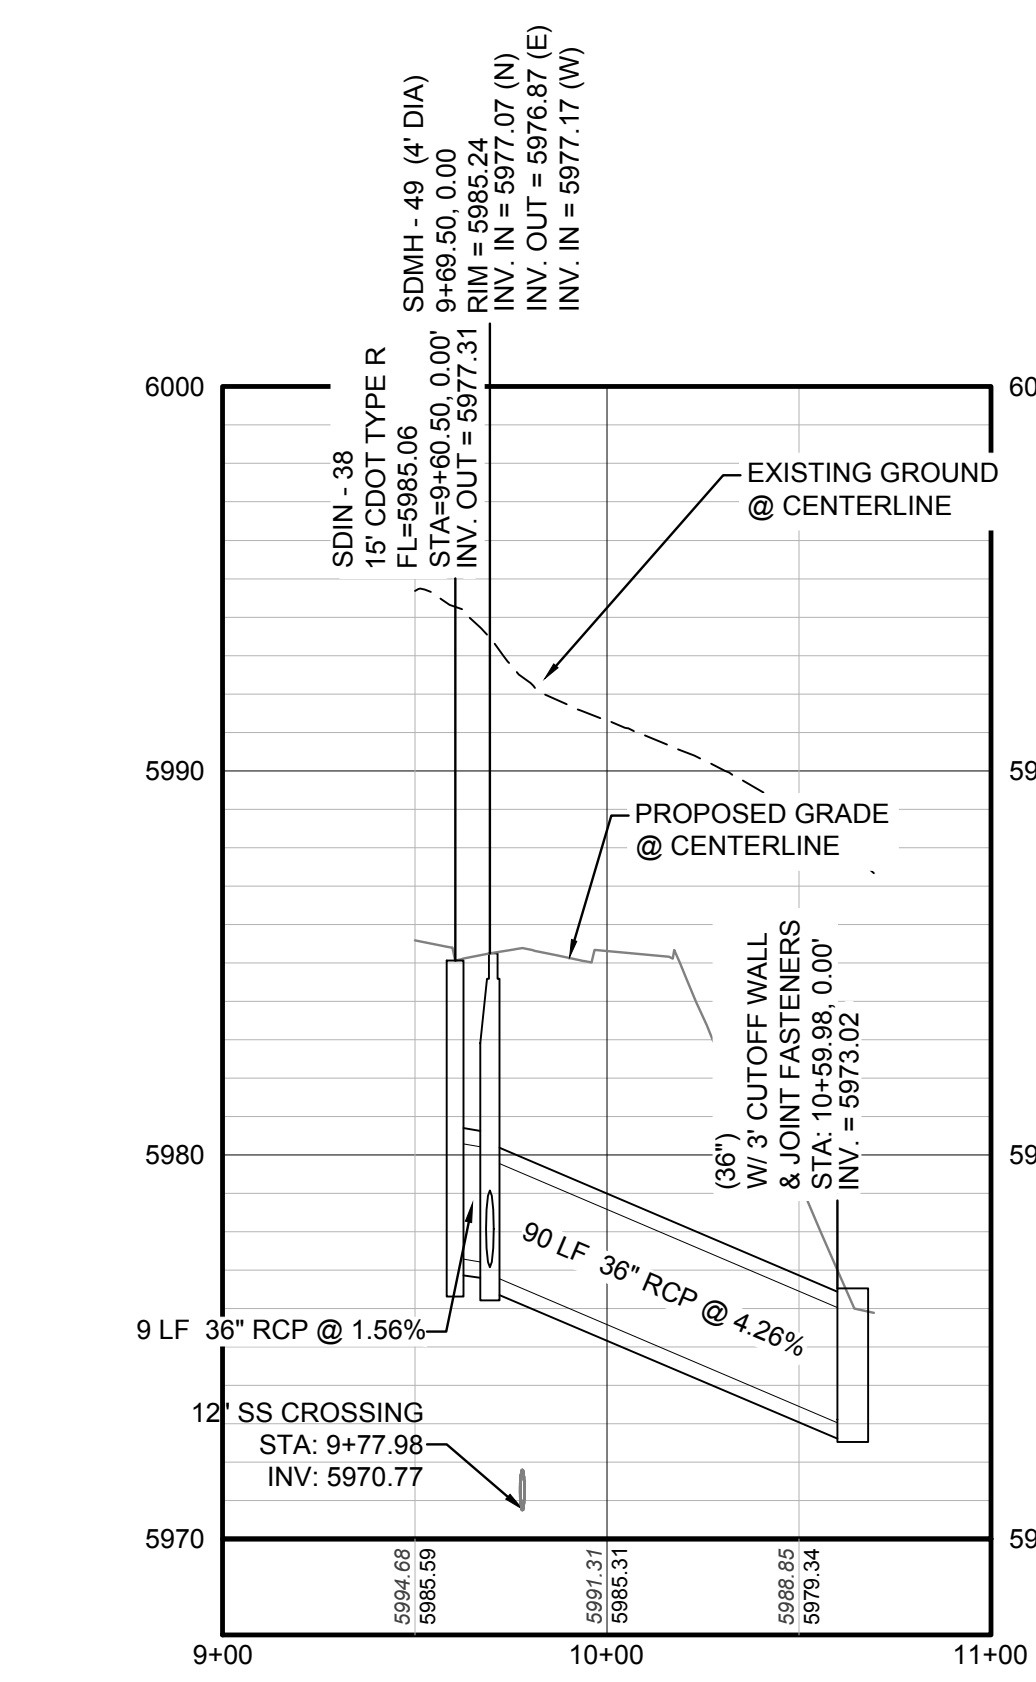 SDMH - 49  (4' DIA)
9+69.50, 0.00
RIM = 5985.24
INV. IN = 5977.07 (N)
INV. OUT = 5976.87 (E)
INV. IN = 5977.17 (W)
SDIN - 38
15' CDOT TYPE R
FL=5985.06
STA=9+60.50, 0.00'
INV. OUT = 5977.31
6000
60
EXISTING GROUND
@ CENTERLINE
5990
59
PROPOSED GRADE
@ CENTERLINE
(36")
W/ 3' CUTOFF WALL
& JOINT FASTENERS
STA: 10+59.98, 0.00'
INV. = 5973.02
5980
59
90 LF  36" RCP @ 4.26%
9 LF  36" RCP @ 1.56%
12" SS CROSSING
STA: 9+77.98
INV: 5970.77
5970
59
5994.68
5985.59
5991.31
5985.31
5988.85
5979.34
9+00
10+00
11+00